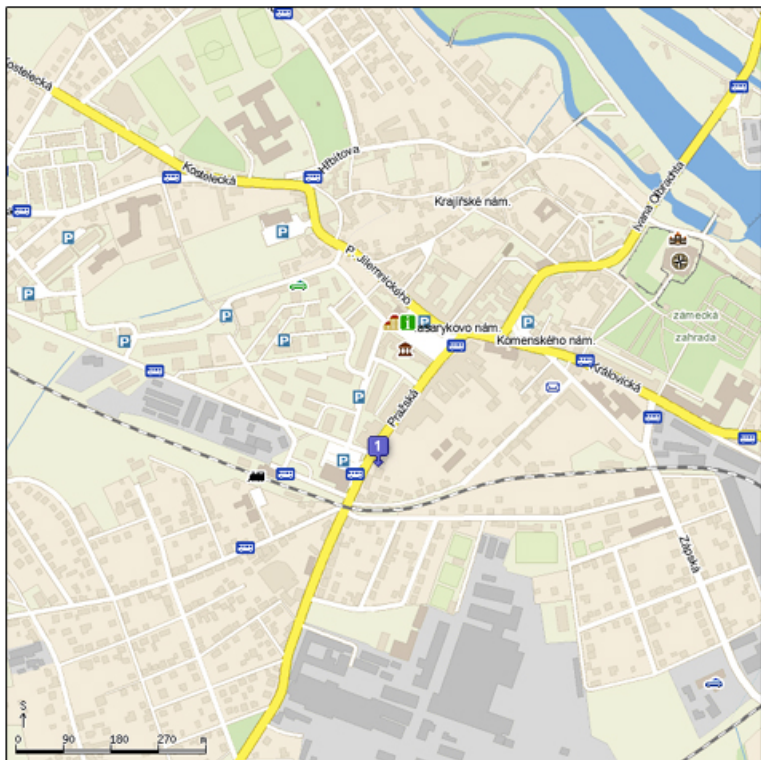 Kostelecká
Kostelecká
Hřbitova
Krajířské nám.
Ivana Olbrachta
P. Jilemnického
P
P
P
P
P
P
P
P
P
P
i
asarykovo nám.
Komenského nám.
zámecká
zahrada
Královická
Pražská
1
Zápská
S
0 90 180 270 m